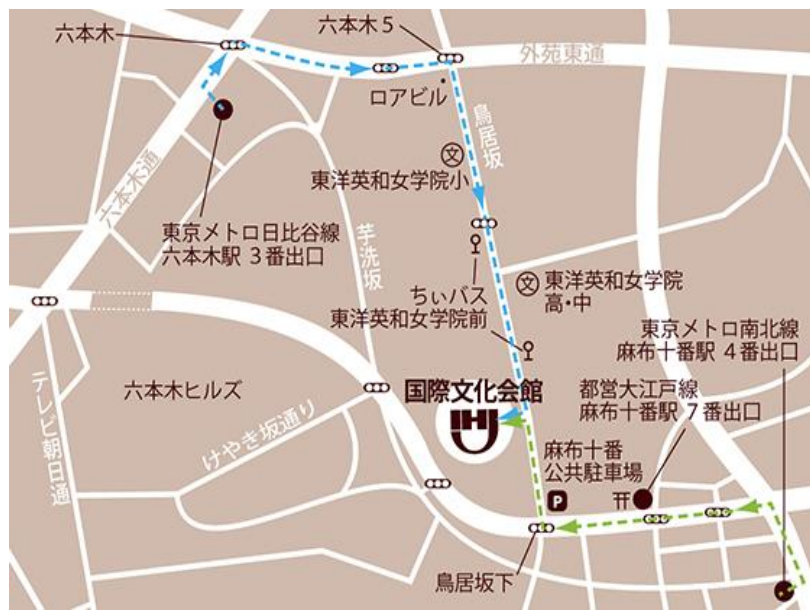 六本木
六本木5
外苑東通
ロアビル
鳥居坂
文
東洋英和女学院小
六本木通
東京メトロ日比谷線
六本木駅 3番出口
芋洗坂
ちぃバス
東洋英和女学院前
文
東洋英和女学院
高・中
東京メトロ南北線
麻布十番駅 4番出口
六本木ヒルズ
テレビ朝日通
けやき坂通り
国際文化会館
IHJ
都営大江戸線
麻布十番駅 7番出口
麻布十番
公共駐車場
P
鳥居坂下